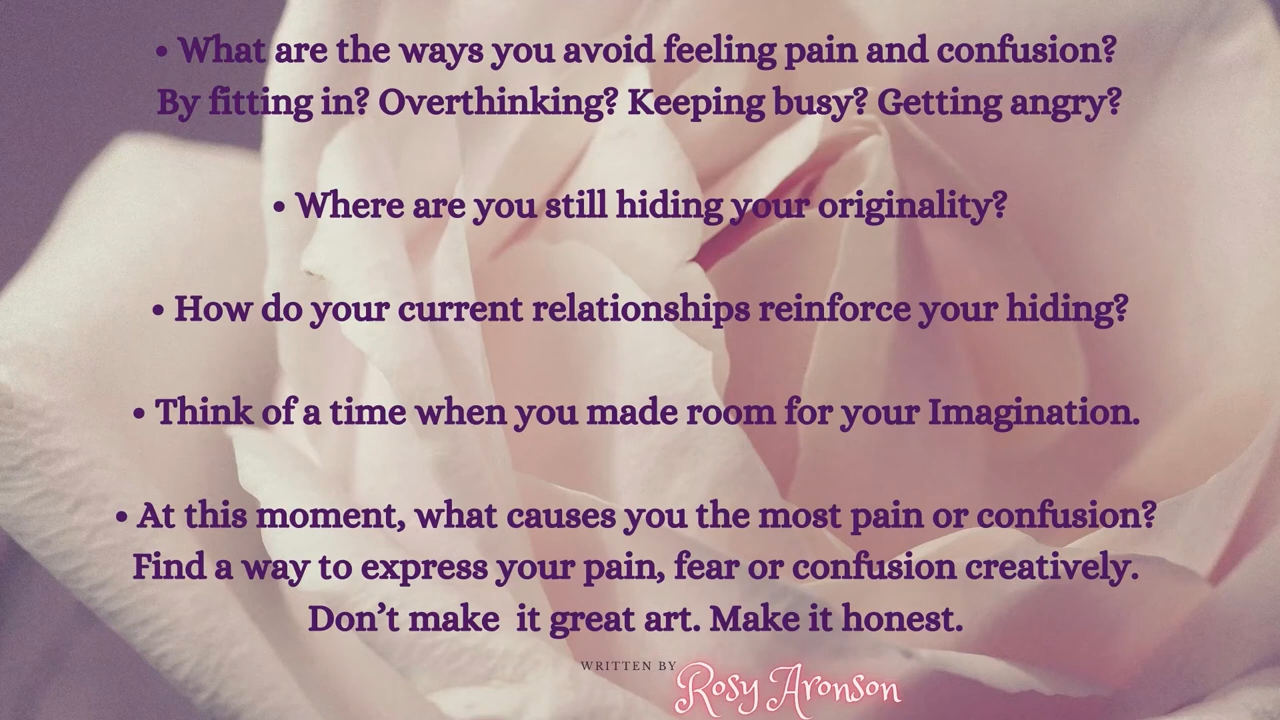 • What are the ways you avoid feeling pain and confusion?
By fitting in? Overthinking? Keeping busy? Getting angry?
• Where are you still hiding your originality?
• How do your current relationships reinforce your hiding?
• Think of a time when you made room for your Imagination.
• At this moment, what causes you the most pain or confusion?
Find a way to express your pain, fear or confusion creatively.
Don’t make  it great art. Make it honest.
WRITTEN BY Rosy Aronson